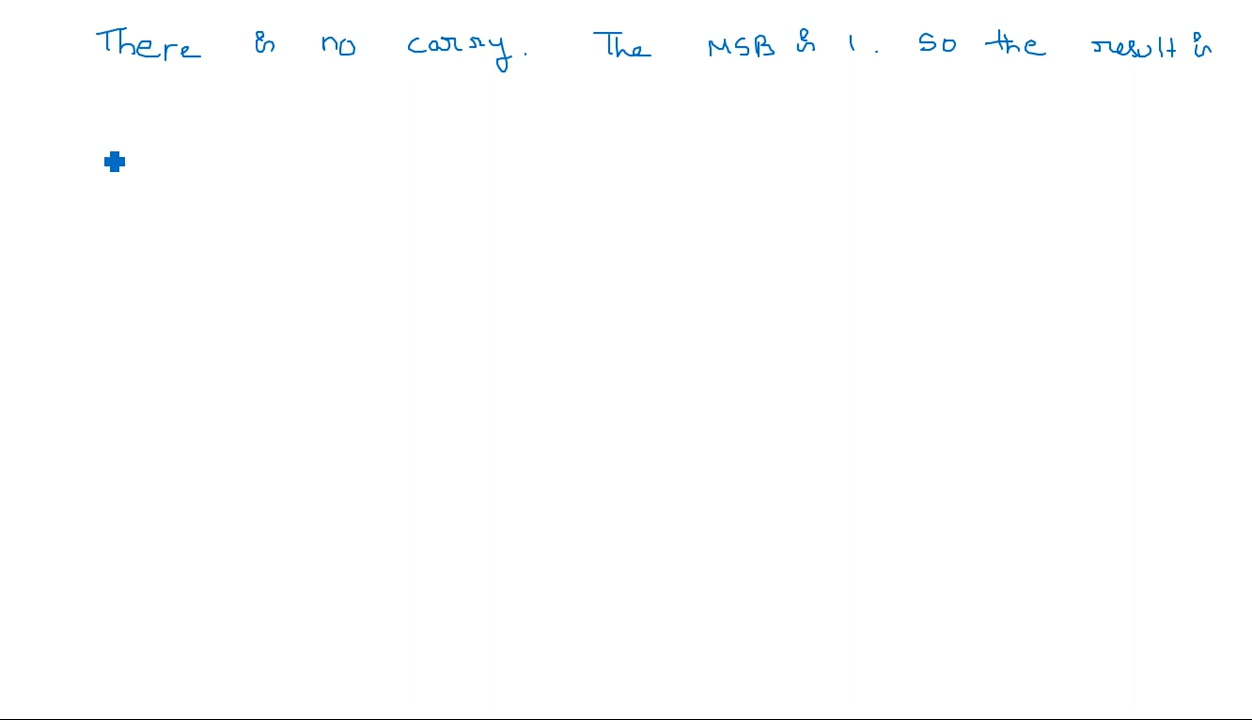 There is no carry. The MSB is 1. So the result is